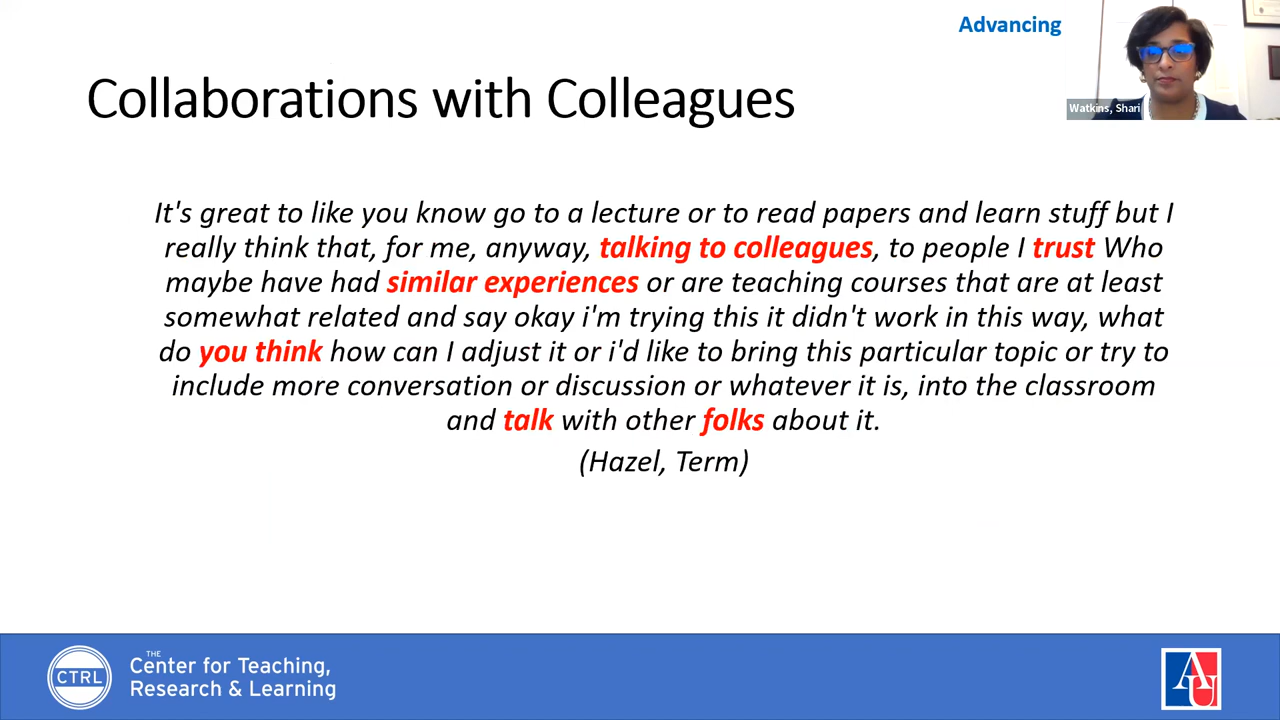 Advancing
Watkins, Shari
Collaborations with Colleagues
It's great to like you know go to a lecture or to read papers and learn stuff but I
really think that, for me, anyway, talking to colleagues, to people I trust Who
maybe have had similar experiences or are teaching courses that are at least
somewhat related and say okay i'm trying this it didn't work in this way, what
do you think how can I adjust it or i'd like to bring this particular topic or try to
include more conversation or discussion or whatever it is, into the classroom
and talk with other folks about it.
(Hazel, Term)
CTRL
THE
Center for Teaching,
Research & Learning
AU